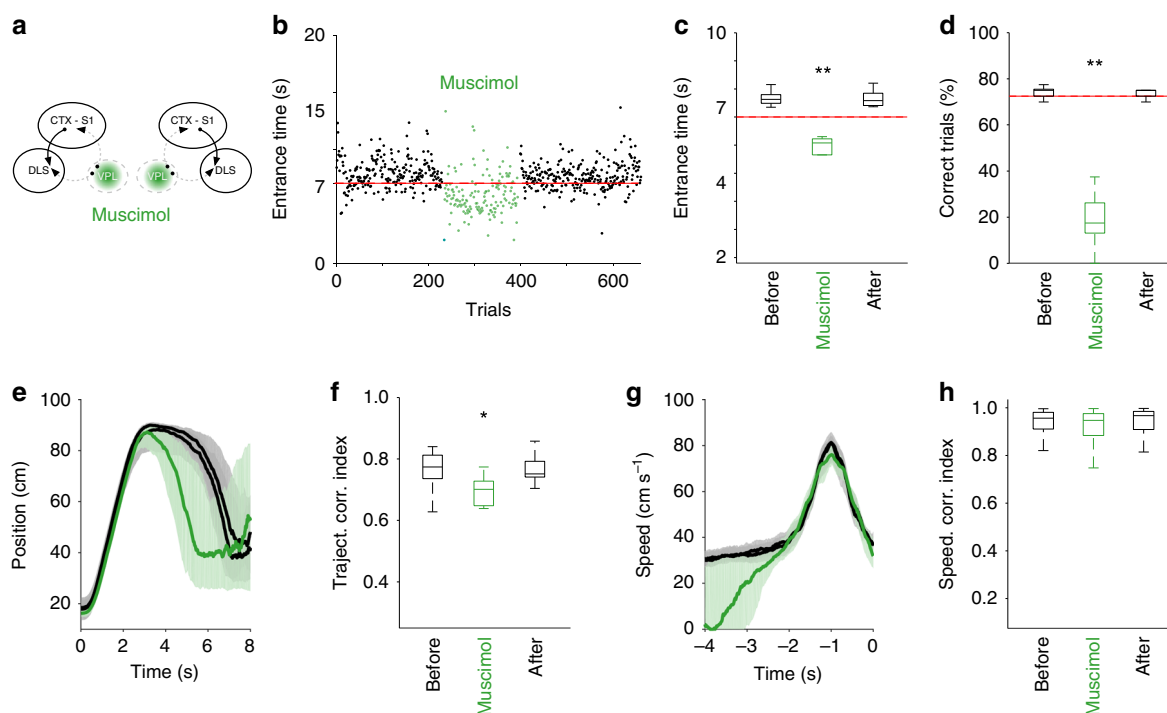 a
CTX - S1
CTX - S1
DLS
VPL
VPL
DLS
Muscimol
b
20
15
7
0
Entrance time (s)
Muscimol
0
200
400
600
Trials
c
10
7
4
2
Entrance time (s)
**
Before
Muscimol
After
d
100
80
60
40
20
0
Correct trials (%)
**
Before
Muscimol
After
e
100
80
60
40
20
Position (cm)
0
2
4
6
8
Time (s)
f
1.0
0.8
0.6
0.4
Traject. corr. index
*
Before
Muscimol
After
g
100
80
60
40
20
0
Speed (cm s⁻¹)
−4
−3
−2
−1
0
Time (s)
h
1.0
0.8
0.6
0.4
0.2
Speed. corr. index
Before
Muscimol
After